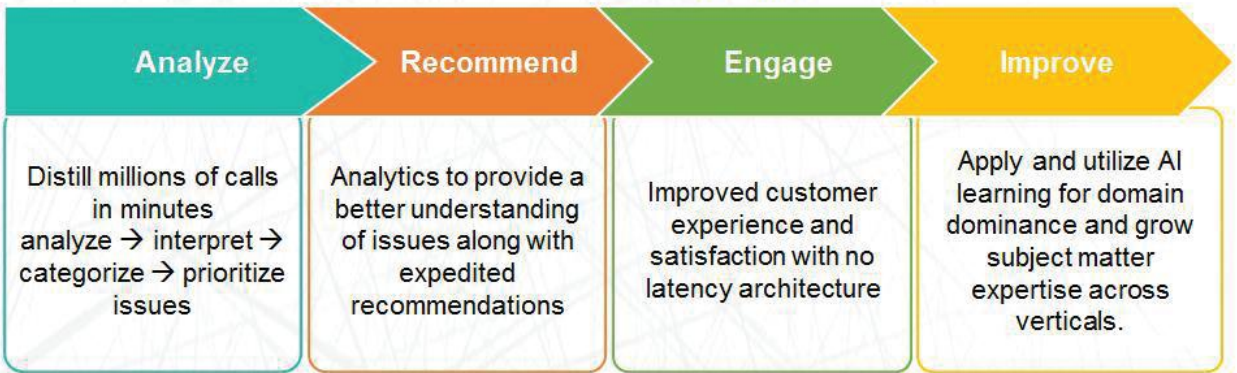 Analyze
Recommend
Engage
Improve
Distill millions of calls
in minutes
analyze → interpret →
categorize → prioritize
issues
Analytics to provide a
better understanding
of issues along with
expedited
recommendations
Improved customer
experience and
satisfaction with no
latency architecture
Apply and utilize AI
learning for domain
dominance and grow
subject matter
expertise across
verticals.